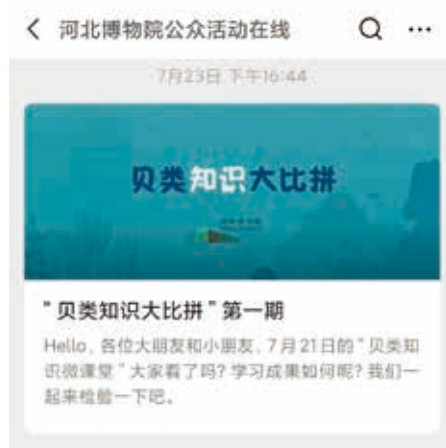 河北博物院公众活动在线
7月23日 下午16:44
贝类知识大比拼
“贝类知识大比拼”第一期
Hello, 各位大朋友和小朋友, 7月21日的“贝类知
识微课堂”大家看了吗? 学习成果如何呢? 我们一
起来检验一下吧。